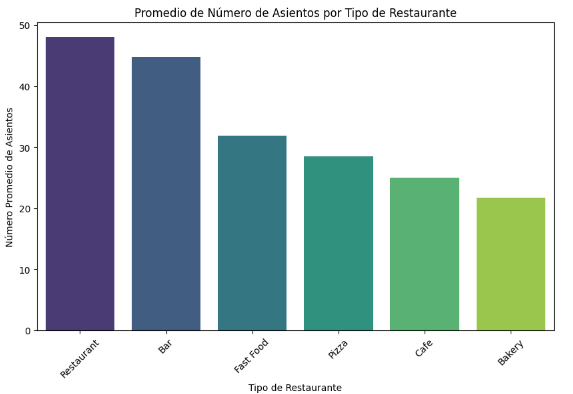 Promedio de Número de Asientos por Tipo de Restaurante
Número Promedio de Asientos
50
40
30
20
10
0
Restaurant
Bar
Fast Food
Pizza
Cafe
Bakery
Tipo de Restaurante